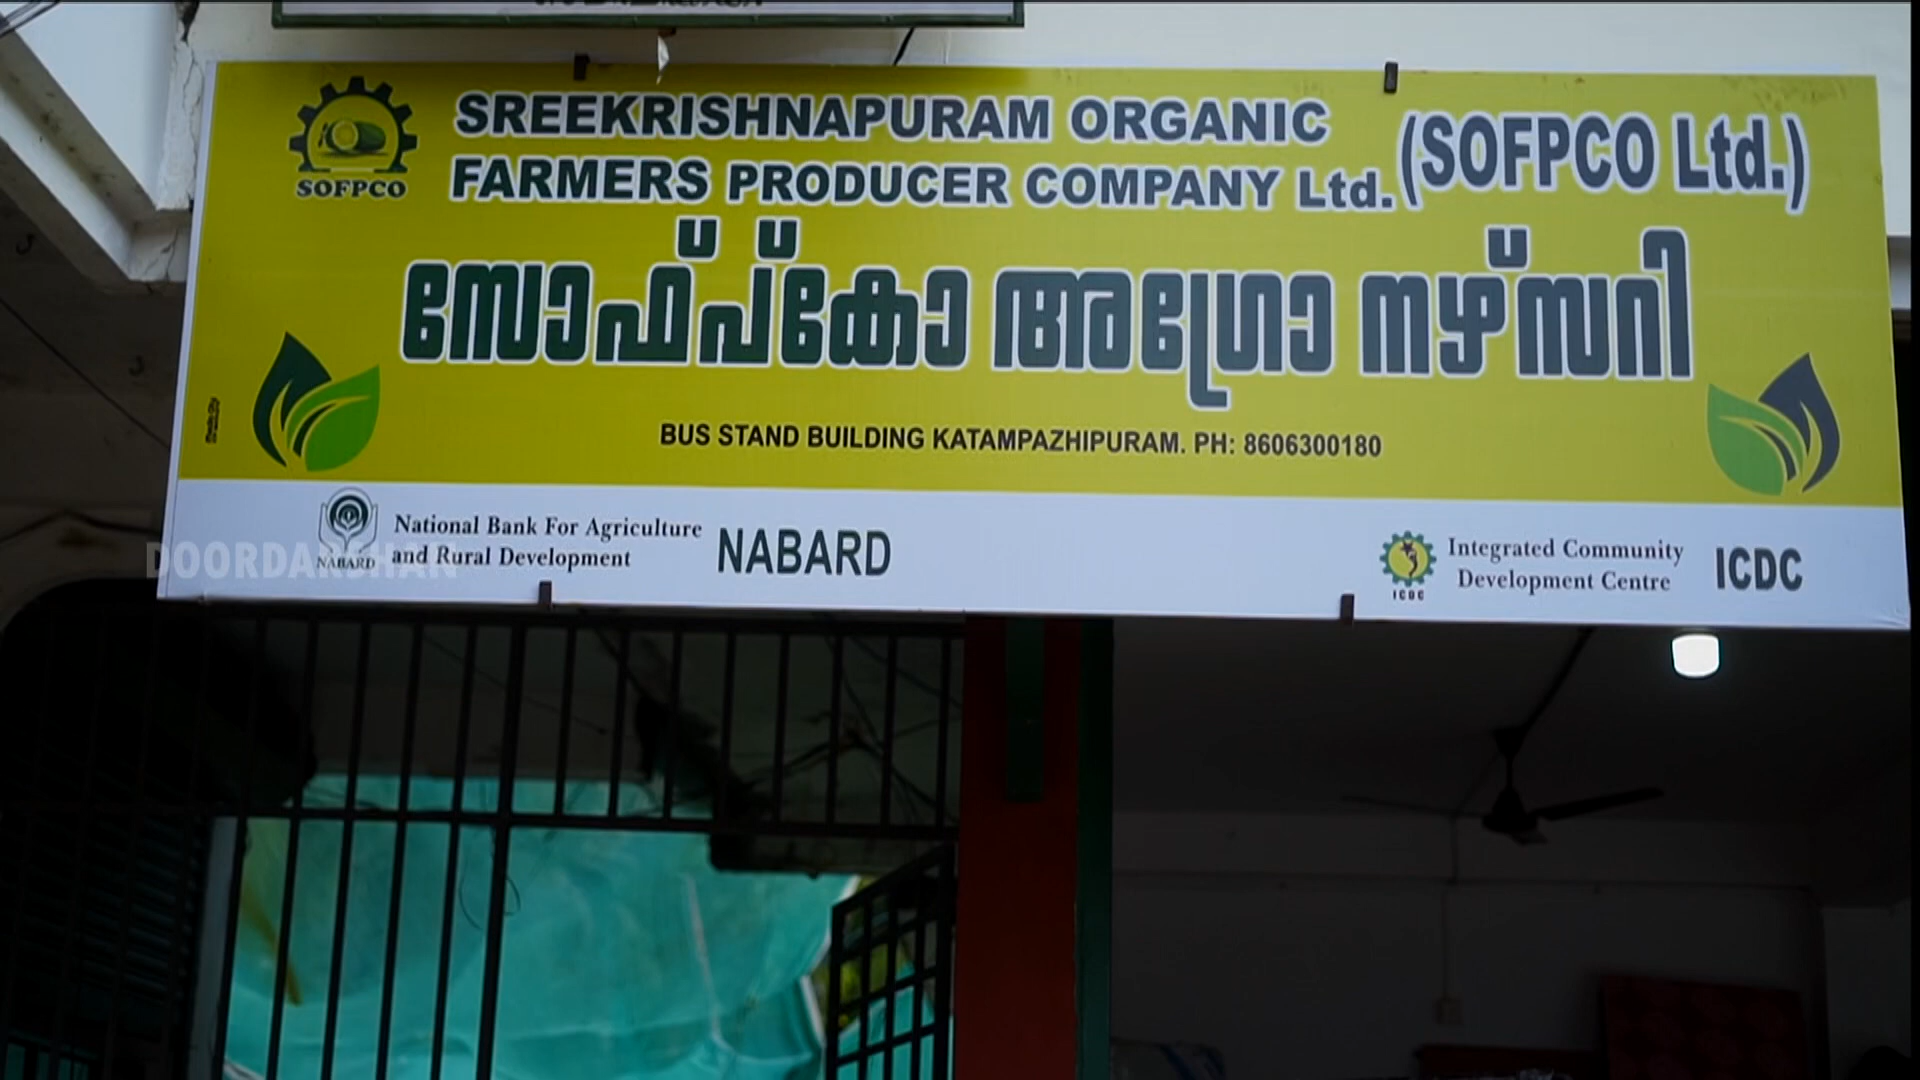 SOFPCO
SREEKRISHNAPURAM ORGANIC
FARMERS PRODUCER COMPANY Ltd.
(SOFPCO Ltd.)
സോഫ്പ്കോ അഗ്രോ നഴ്സറി
BUS STAND BUILDING KATAMPAZHIPURAM. PH: 8606300180
NABARD
National Bank For Agriculture
and Rural Development
NABARD
ICDC
Integrated Community
Development Centre
ICDC
DOORDARSHAN